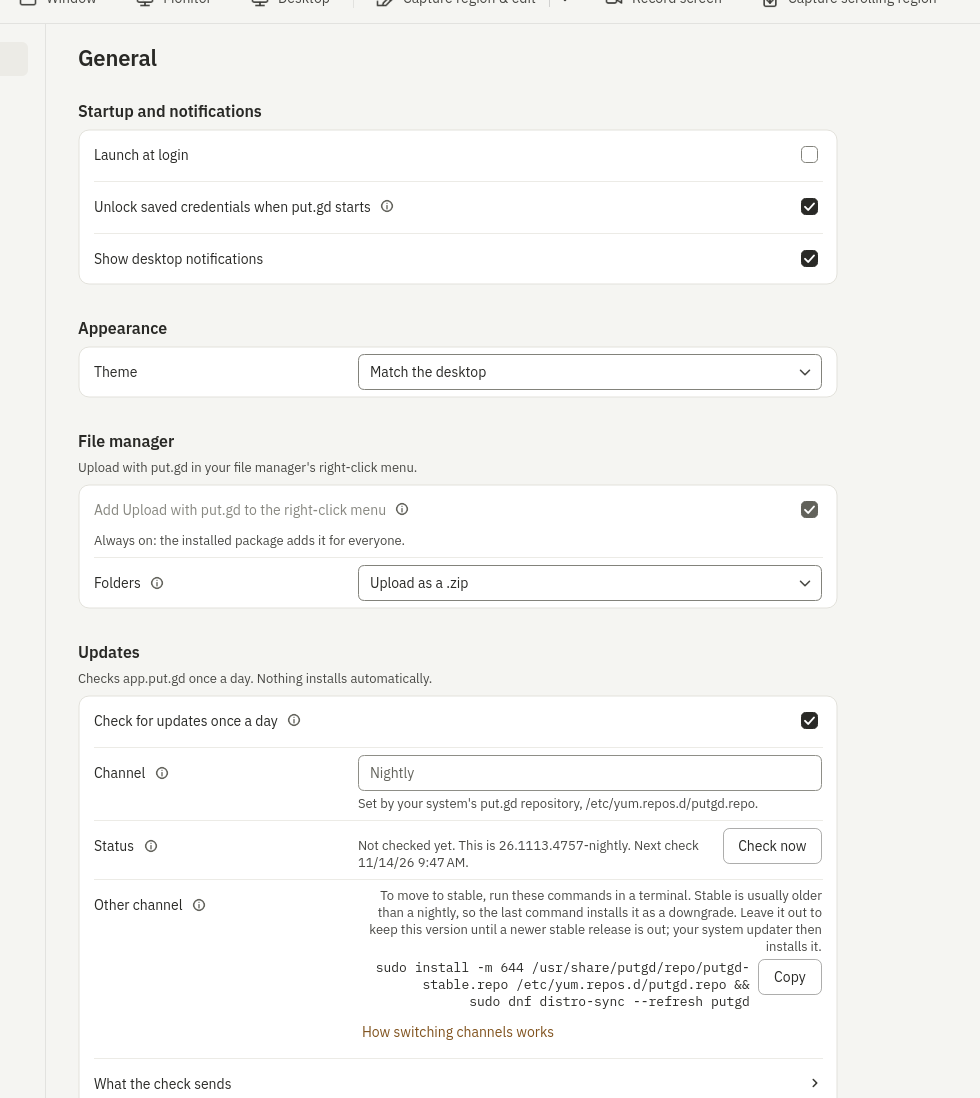 Window Monitor Desktop Capture region & edit Record screen Capture scrolling region
General
Startup and notifications
Launch at login
Unlock saved credentials when put.gd starts
Show desktop notifications
Appearance
Theme Match the desktop
File manager
Upload with put.gd in your file manager's right-click menu.
Add Upload with put.gd to the right-click menu
Always on: the installed package adds it for everyone.
Folders Upload as a .zip
Updates
Checks app.put.gd once a day. Nothing installs automatically.
Check for updates once a day
Channel Nightly
Set by your system's put.gd repository, /etc/yum.repos.d/putgd.repo.
Status Not checked yet. This is 26.1113.4757-nightly. Next check
11/14/26 9:47 AM.
Check now
Other channel To move to stable, run these commands in a terminal. Stable is usually older
than a nightly, so the last command installs it as a downgrade. Leave it out to
keep this version until a newer stable release is out; your system updater then
installs it.
sudo install -m 644 /usr/share/putgd/repo/putgd-
stable.repo /etc/yum.repos.d/putgd.repo &&
sudo dnf distro-sync --refresh putgd
Copy
How switching channels works
What the check sends